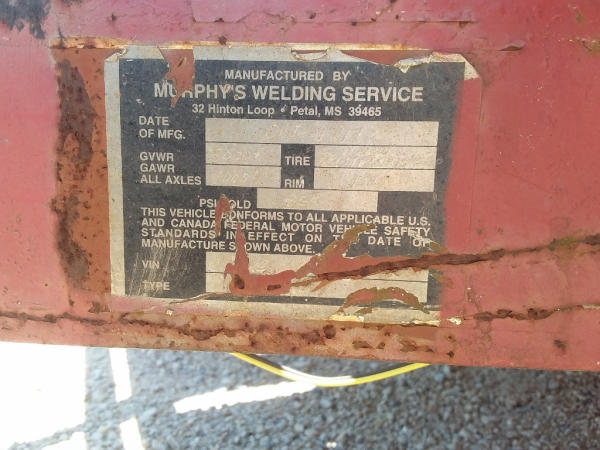 MANUFACTURED BY
MURPHY'S WELDING SERVICE
32 Hinton Loop • Petal, MS 39465
DATE
OF MFG.
GVWR
TIRE
GAWR
ALL AXLES
RIM
PSI COLD
THIS VEHICLE CONFORMS TO ALL APPLICABLE U.S.
AND CANADA FEDERAL MOTOR VEHICLE SAFETY
STANDARDS IN EFFECT ON THE DATE OF
MANUFACTURE SHOWN ABOVE.
VIN
TYPE